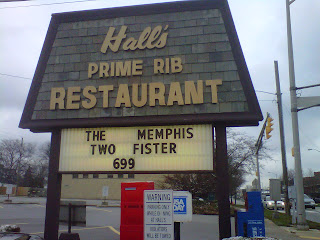 Hall's
PRIME RIB
RESTAURANT
THE MEMPHIS
TWO FISTER
699
WARNING